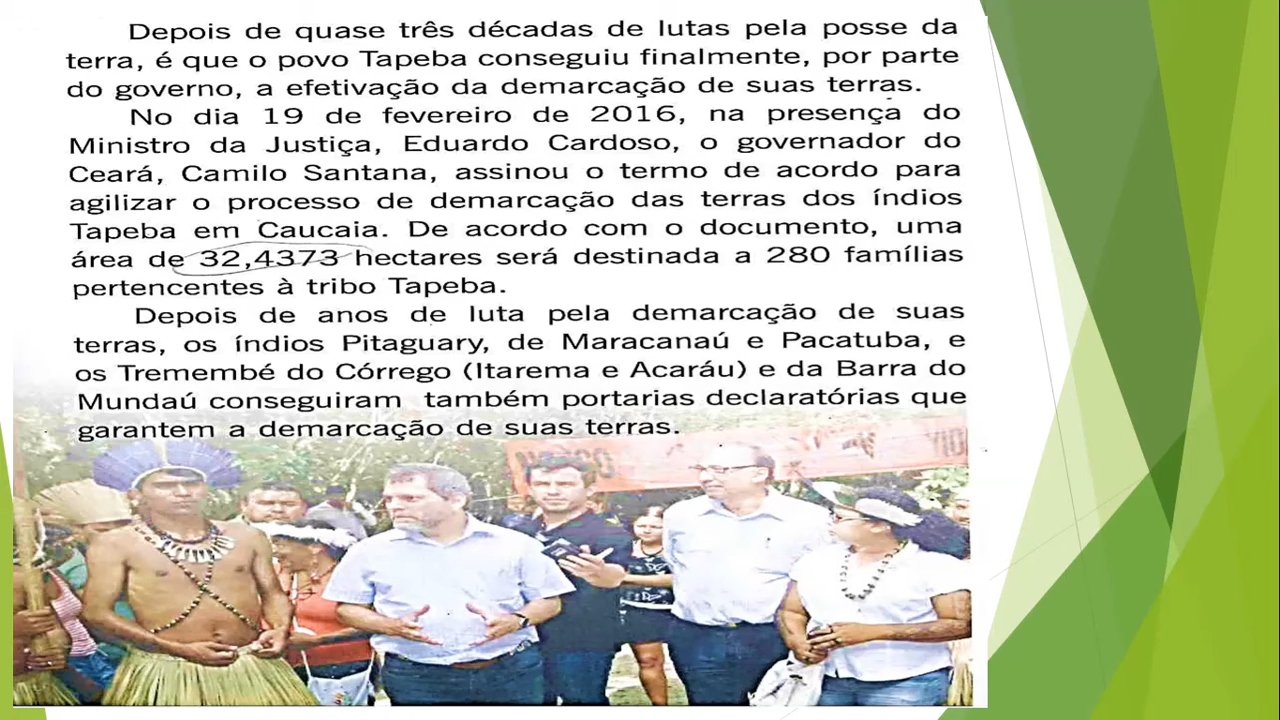 Depois de quase três décadas de lutas pela posse da
terra, é que o povo Tapeba conseguiu finalmente, por parte
do governo, a efetivação da demarcação de suas terras.
No dia 19 de fevereiro de 2016, na presença do
Ministro da Justiça, Eduardo Cardoso, o governador do
Ceará, Camilo Santana, assinou o termo de acordo para
agilizar o processo de demarcação das terras dos índios
Tapeba em Caucaia. De acordo com o documento, uma
área de 32,4373 hectares será destinada a 280 famílias
pertencentes à tribo Tapeba.
Depois de anos de luta pela demarcação de suas
terras, os índios Pitaguary, de Maracanaú e Pacatuba, e
os Tremembé do Córrego (Itarema e Acaráu) e da Barra do
Mundaú conseguiram também portarias declaratórias que
garantem a demarcação de suas terras.